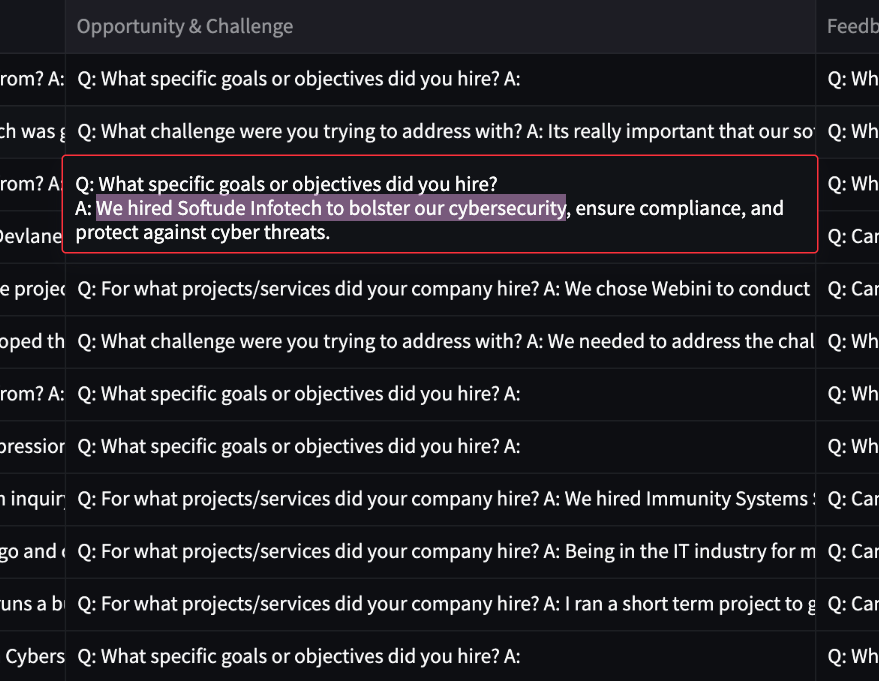 Opportunity & Challenge
Feedb
rom? A:
Q: What specific goals or objectives did you hire? A:
Q: Wh
ch was g
Q: What challenge were you trying to address with? A: Its really important that our sof
Q: Wh
rom? A:
Q: What specific goals or objectives did you hire?
A: We hired Softude Infotech to bolster our cybersecurity, ensure compliance, and
protect against cyber threats.
Q: Wh
Devlane
Q: Can
e projec
Q: For what projects/services did your company hire? A: We chose Webini to conduct
Q: Can
oped th
Q: What challenge were you trying to address with? A: We needed to address the chal
Q: Wh
rom? A:
Q: What specific goals or objectives did you hire? A:
Q: Wh
pression
Q: What specific goals or objectives did you hire? A:
Q: Wh
n inquiry
Q: For what projects/services did your company hire? A: We hired Immunity Systems S
Q: Can
go and
Q: For what projects/services did your company hire? A: Being in the IT industry for m
Q: Can
runs a bu
Q: For what projects/services did your company hire? A: I ran a short term project to g
Q: Can
Cybers
Q: What specific goals or objectives did you hire? A:
Q: Wh